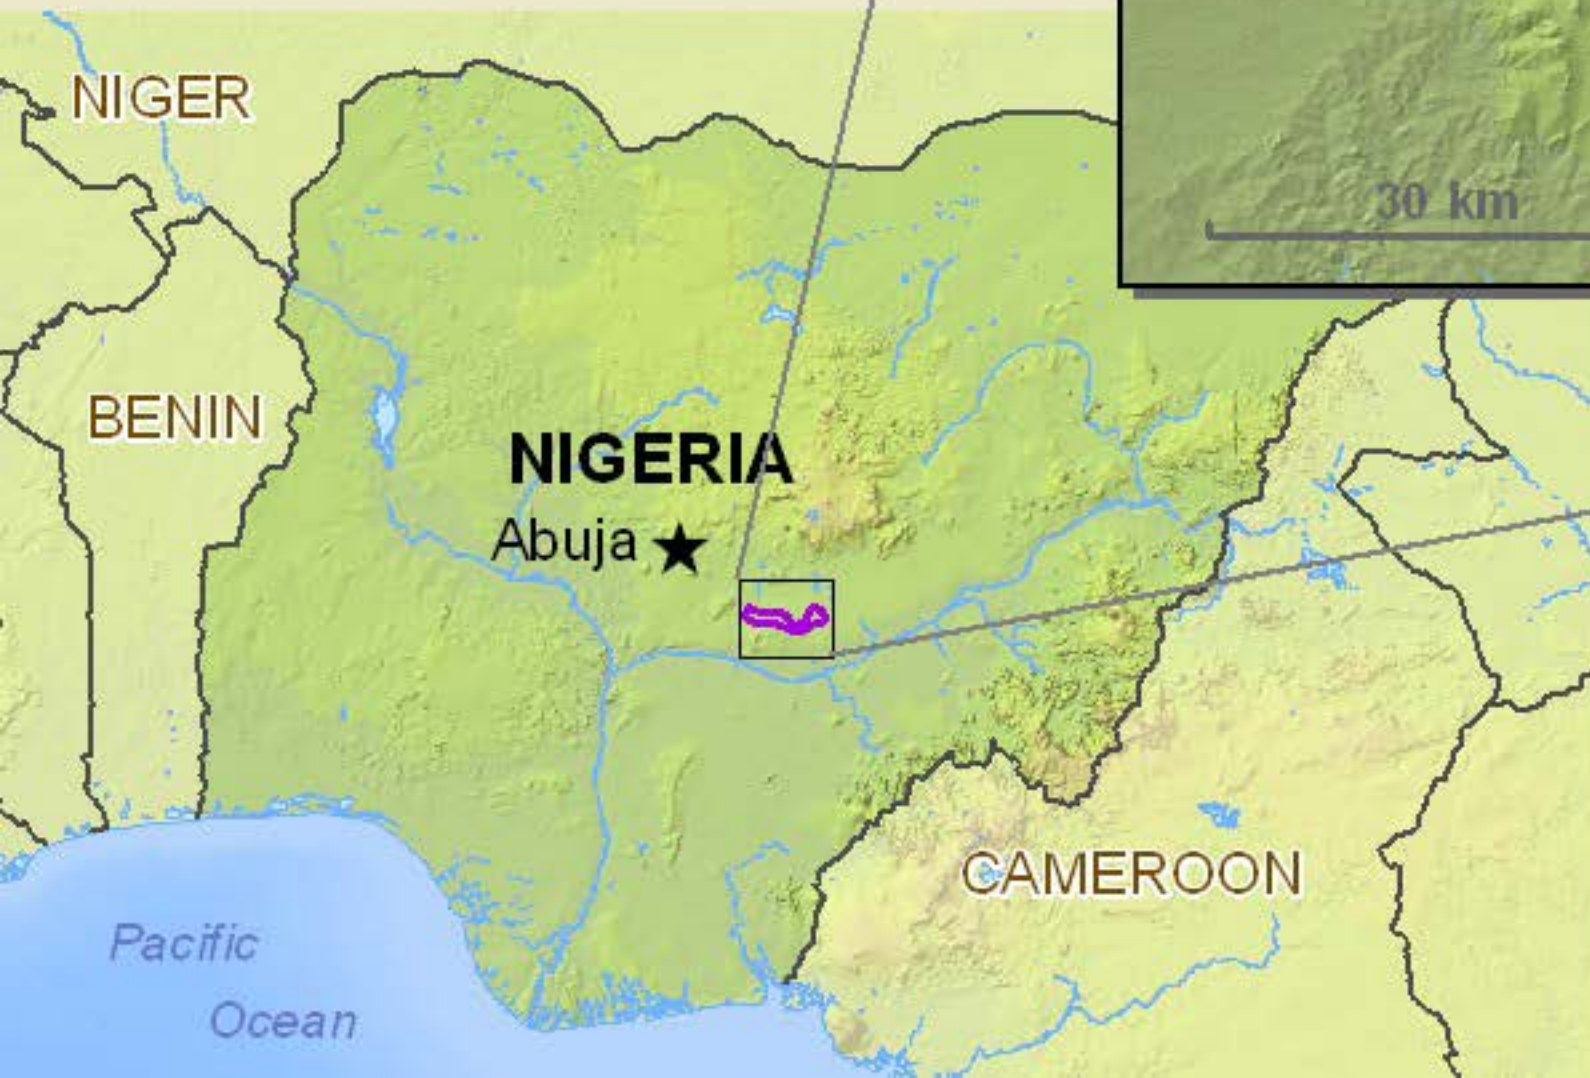 NIGER
30 km
BENIN
NIGERIA
Abuja
CAMEROON
Pacific
Ocean